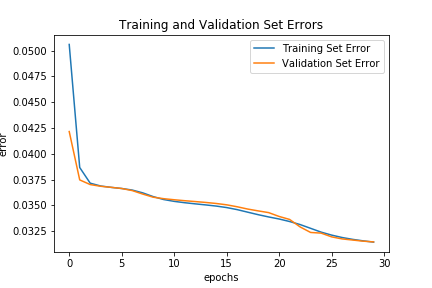 Training and Validation Set Errors
Training Set Error
Validation Set Error
0.0500
0.0475
0.0450
0.0425
0.0400
0.0375
0.0350
0.0325
error
0 5 10 15 20 25 30
epochs